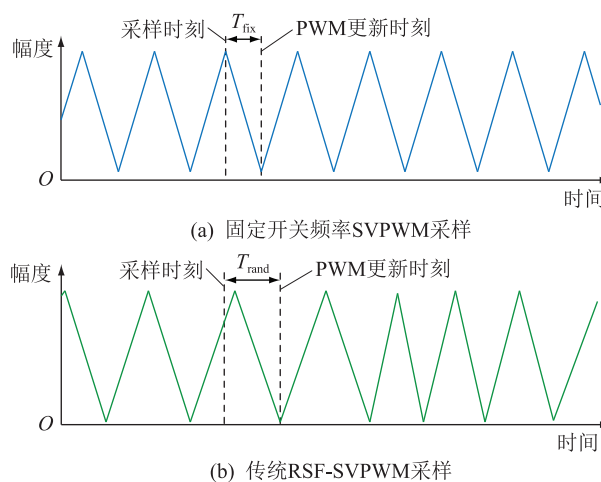 采样时刻 T_fix PWM更新时刻
幅度
O
时间
(a) 固定开关频率SVPWM采样
采样时刻 T_rand PWM更新时刻
幅度
O
时间
(b) 传统RSF-SVPWM采样